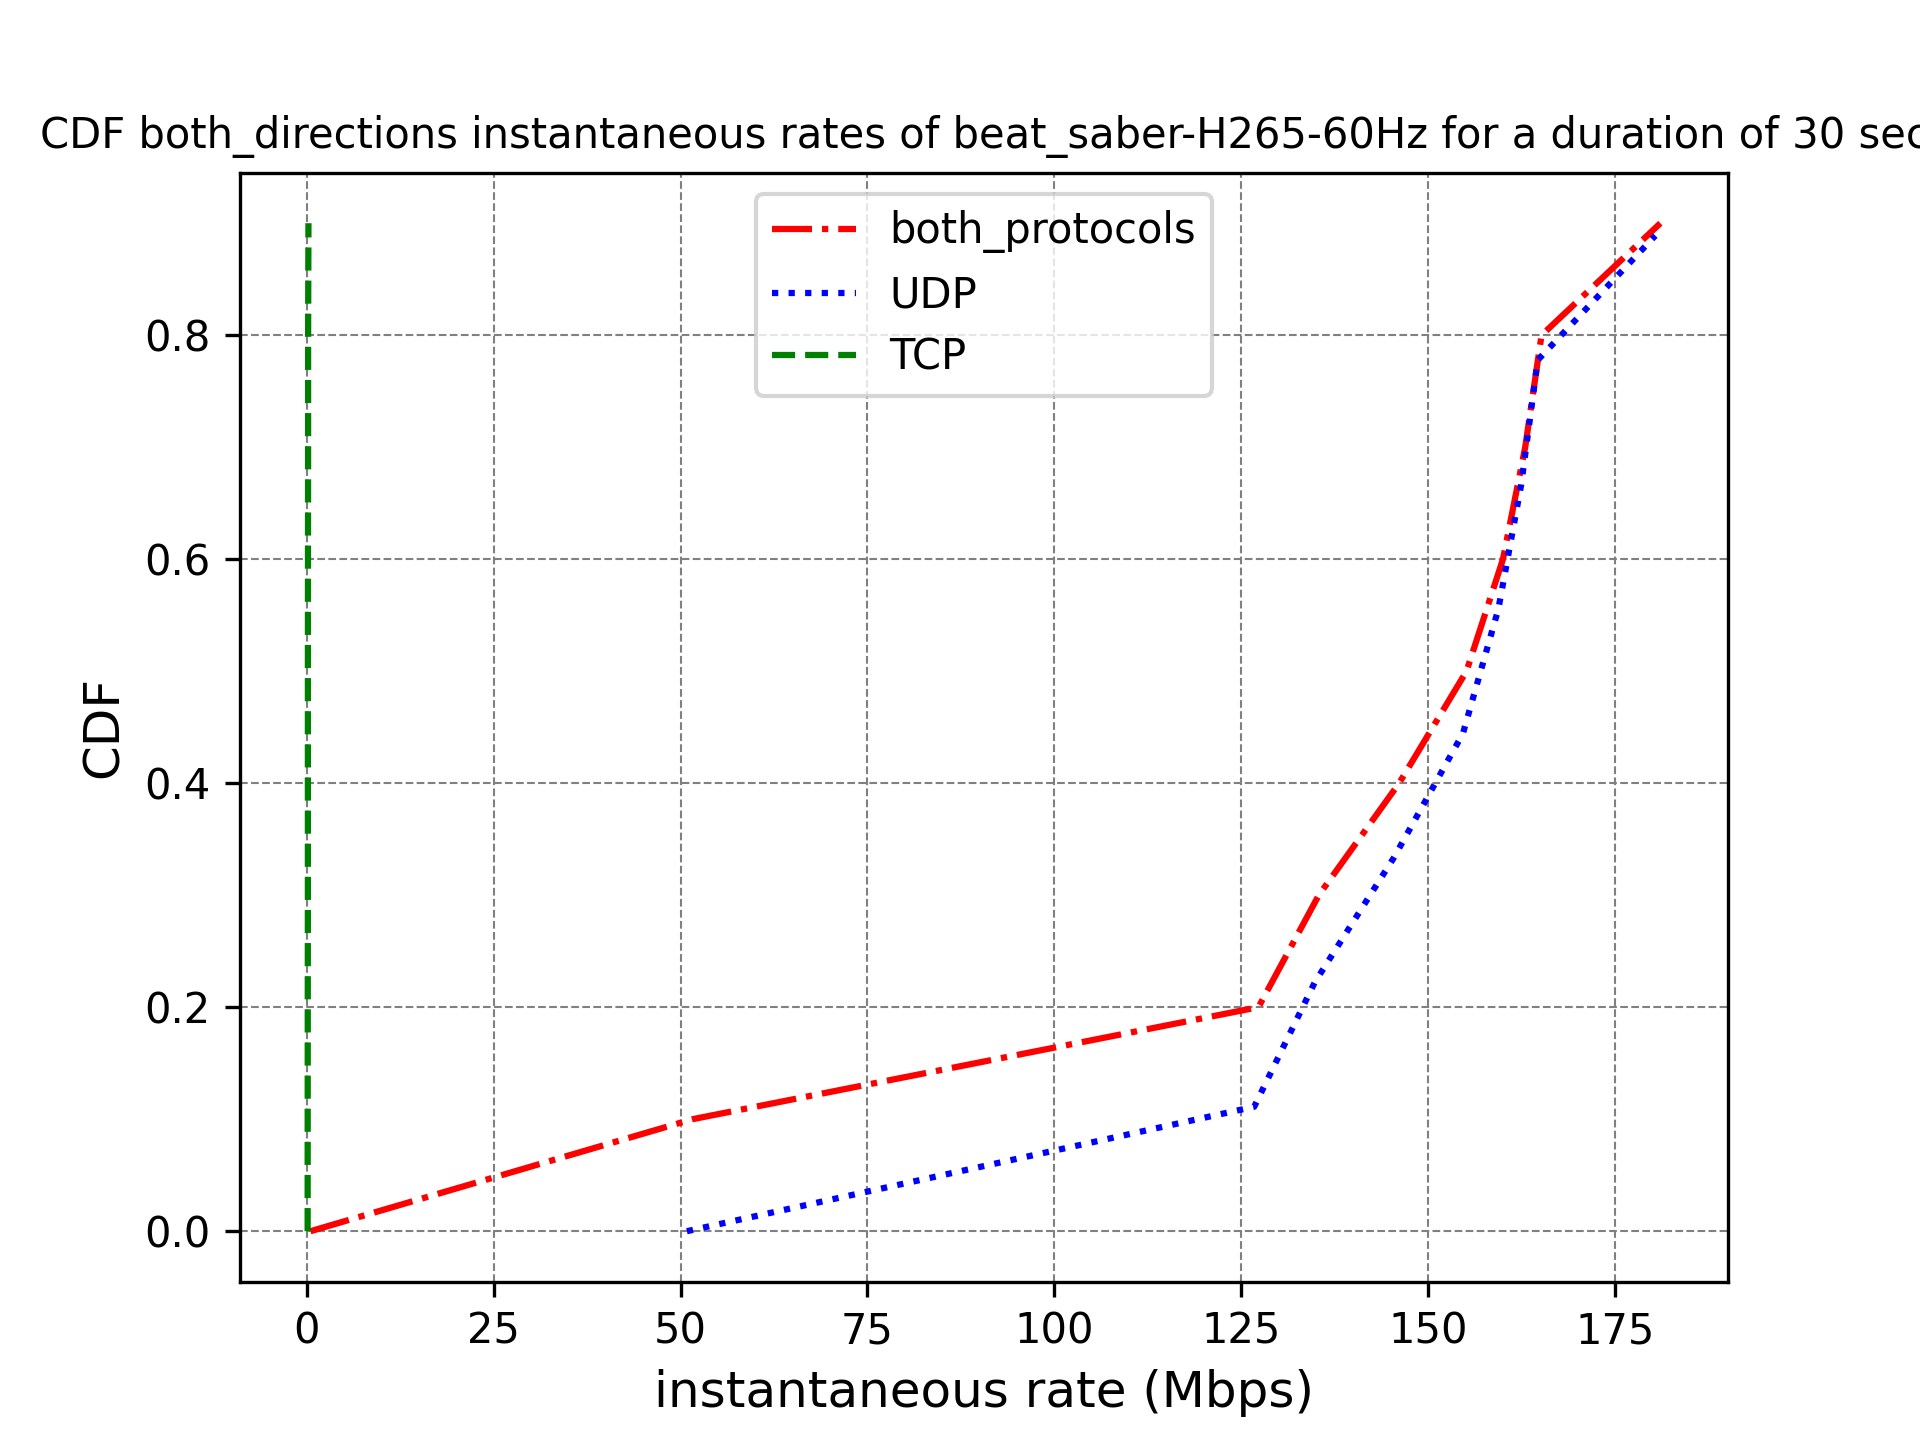 CDF both_directions instantaneous rates of beat_saber-H265-60Hz for a duration of 30 sec
both_protocols
UDP
TCP
0.8
0.6
0.4
0.2
0.0
CDF
0 25 50 75 100 125 150 175
instantaneous rate (Mbps)